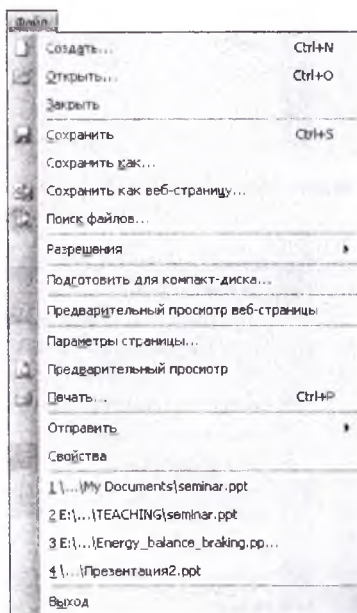 Файл
Создать... Ctrl+N
Открыть... Ctrl+O
Закрыть
Сохранить Ctrl+S
Сохранить как...
Сохранить как веб-страницу...
Поиск файлов...
Разрешения
Подготовить для компакт-диска...
Предварительный просмотр веб-страницы
Параметры страницы...
Предварительный просмотр
Печать... Ctrl+P
Отправить
Свойства
1 \...\My Documents\seminar.ppt
2 E:\...\TEACHING\seminar.ppt
3 E:\...\Energy_balance_braking.pp...
4 \...\Презентация2.ppt
Выход